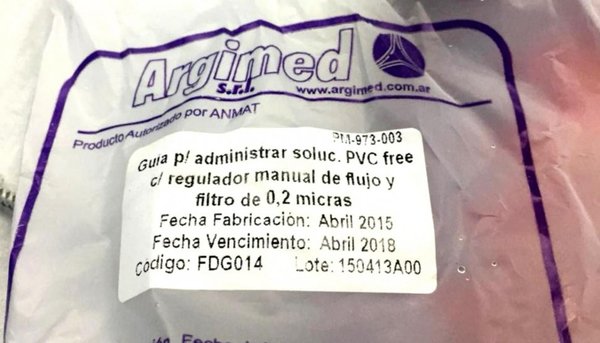 Argimed
s.r.l.
www.argimed.com.ar
Producto Autorizado por ANMAT
PM-973-003
Guia p/ administrar soluc. PVC free
c/ regulador manual de flujo y
filtro de 0,2 micras
Fecha Fabricación: Abril 2015
Fecha Vencimiento: Abril 2018
Código: FDG014 Lote: 150413A00